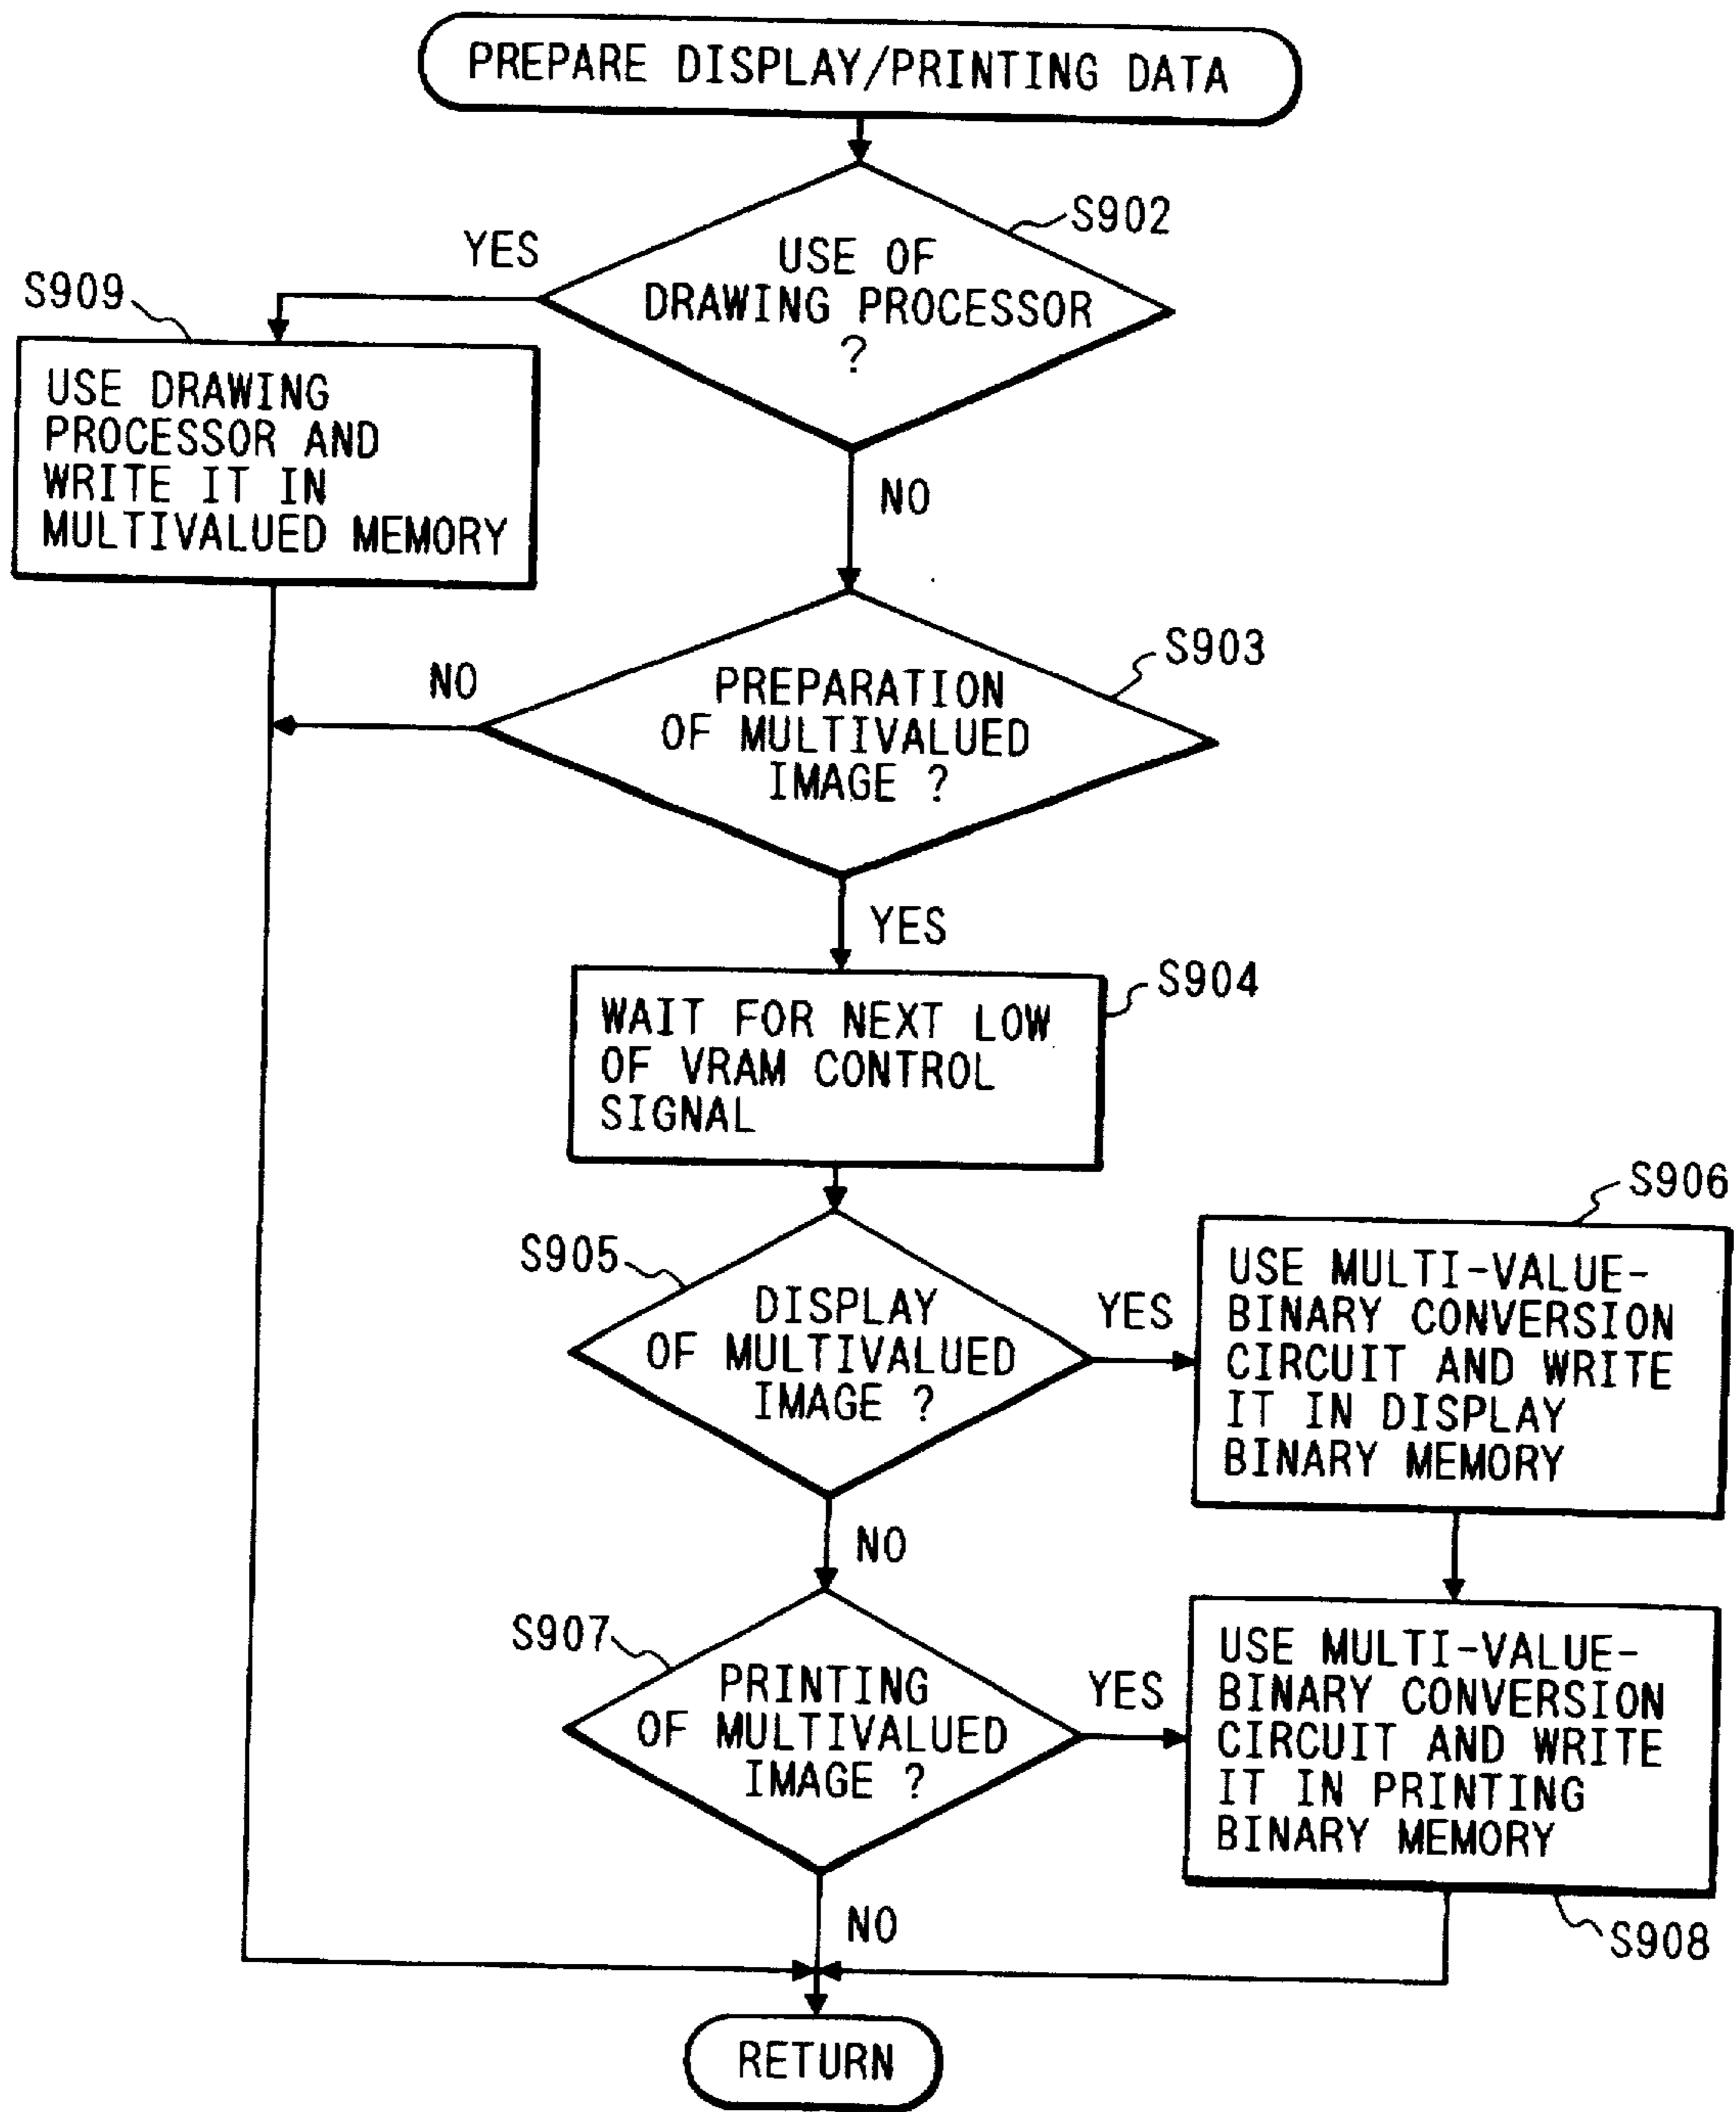 PREPARE DISPLAY/PRINTING DATA
S902
YES
USE OF
DRAWING PROCESSOR
?
S909
USE DRAWING
PROCESSOR AND
WRITE IT IN
MULTIVALUED MEMORY
NO
S903
NO
PREPARATION
OF MULTIVALUED
IMAGE ?
YES
S904
WAIT FOR NEXT LOW
OF VRAM CONTROL
SIGNAL
S905
DISPLAY
OF MULTIVALUED
IMAGE ?
YES
S906
USE MULTI-VALUE-
BINARY CONVERSION
CIRCUIT AND WRITE
IT IN DISPLAY
BINARY MEMORY
NO
S907
PRINTING
OF MULTIVALUED
IMAGE ?
YES
USE MULTI-VALUE-
BINARY CONVERSION
CIRCUIT AND WRITE
IT IN PRINTING
BINARY MEMORY
S908
NO
RETURN